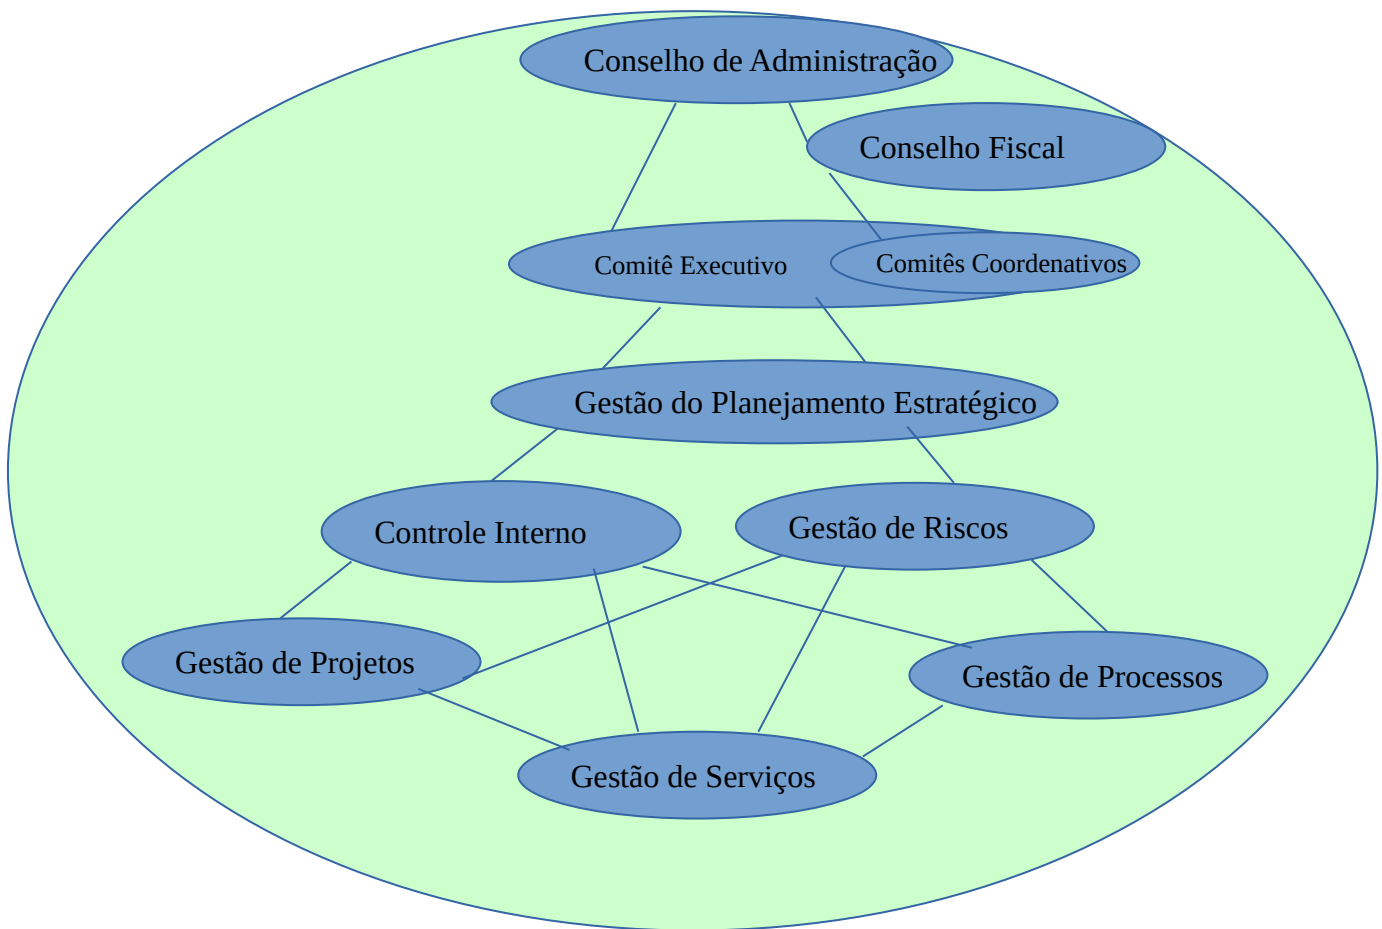 Conselho de Administração
Conselho Fiscal
Comitê Executivo
Comitês Coordenativos
Gestão do Planejamento Estratégico
Controle Interno
Gestão de Riscos
Gestão de Projetos
Gestão de Processos
Gestão de Serviços